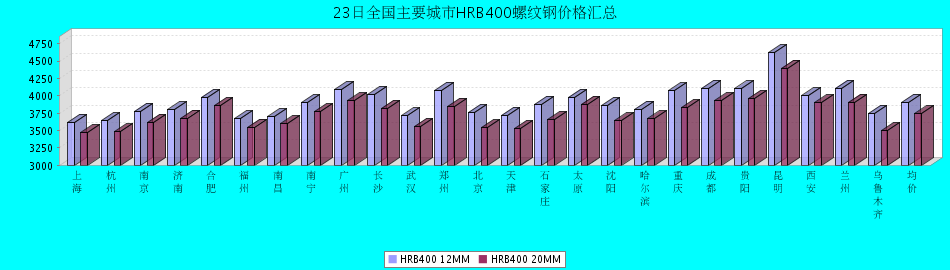 23日全国主要城市HRB400螺纹钢价格汇总
4750
4500
4250
4000
3750
3500
3250
3000
上海 杭州 南京 济南 合肥 福州 南昌 南宁 广州 长沙 武汉 郑州 北京 天津 石家庄 太原 沈阳 哈尔滨 重庆 成都 贵阳 昆明 西安 兰州 乌鲁木齐 均价
HRB400 12MM HRB400 20MM